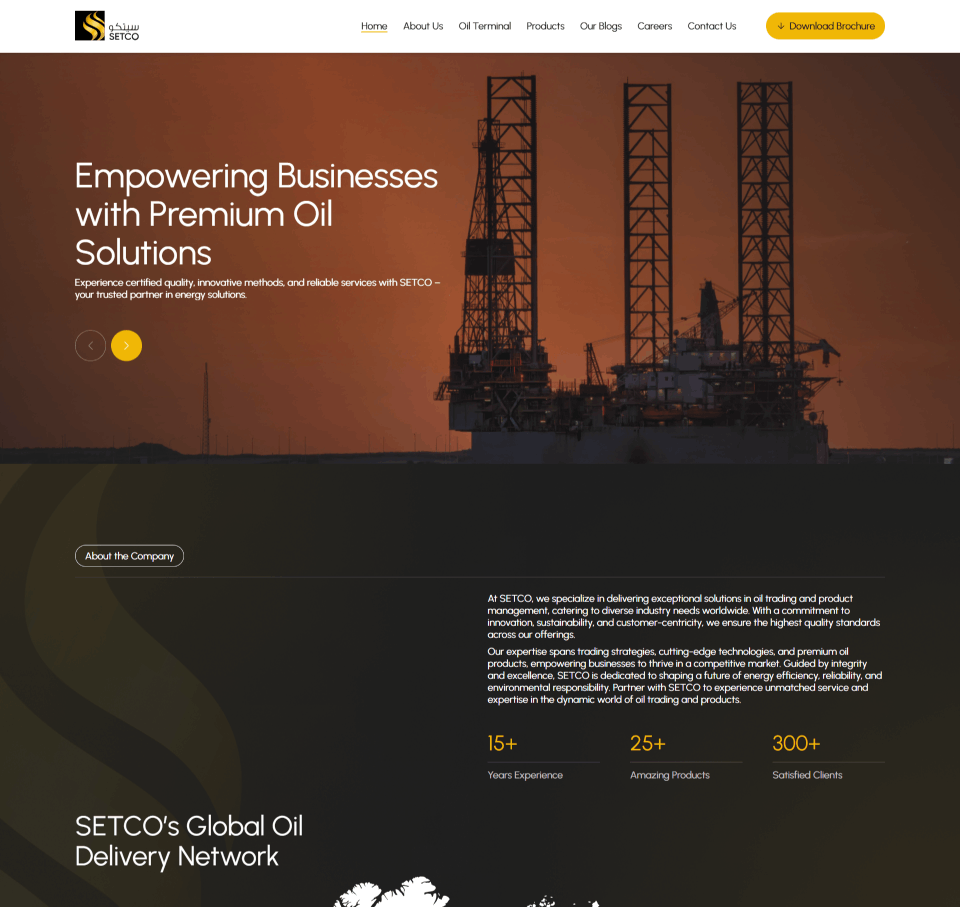 سيتكو
SETCO
Home About Us Oil Terminal Products Our Blogs Careers Contact Us Download Brochure
Empowering Businesses
with Premium Oil
Solutions
Experience certified quality, innovative methods, and reliable services with SETCO –
your trusted partner in energy solutions.
About the Company
At SETCO, we specialize in delivering exceptional solutions in oil trading and product
management, catering to diverse industry needs worldwide. With a commitment to
innovation, sustainability, and customer-centricity, we ensure the highest quality standards
across our offerings.
Our expertise spans trading strategies, cutting-edge technologies, and premium oil
products, empowering businesses to thrive in a competitive market. Guided by integrity
and excellence, SETCO is dedicated to shaping a future of energy efficiency, reliability, and
environmental responsibility. Partner with SETCO to experience unmatched service and
expertise in the dynamic world of oil trading and products.
15+ 25+ 300+
Years Experience Amazing Products Satisfied Clients
SETCO's Global Oil
Delivery Network